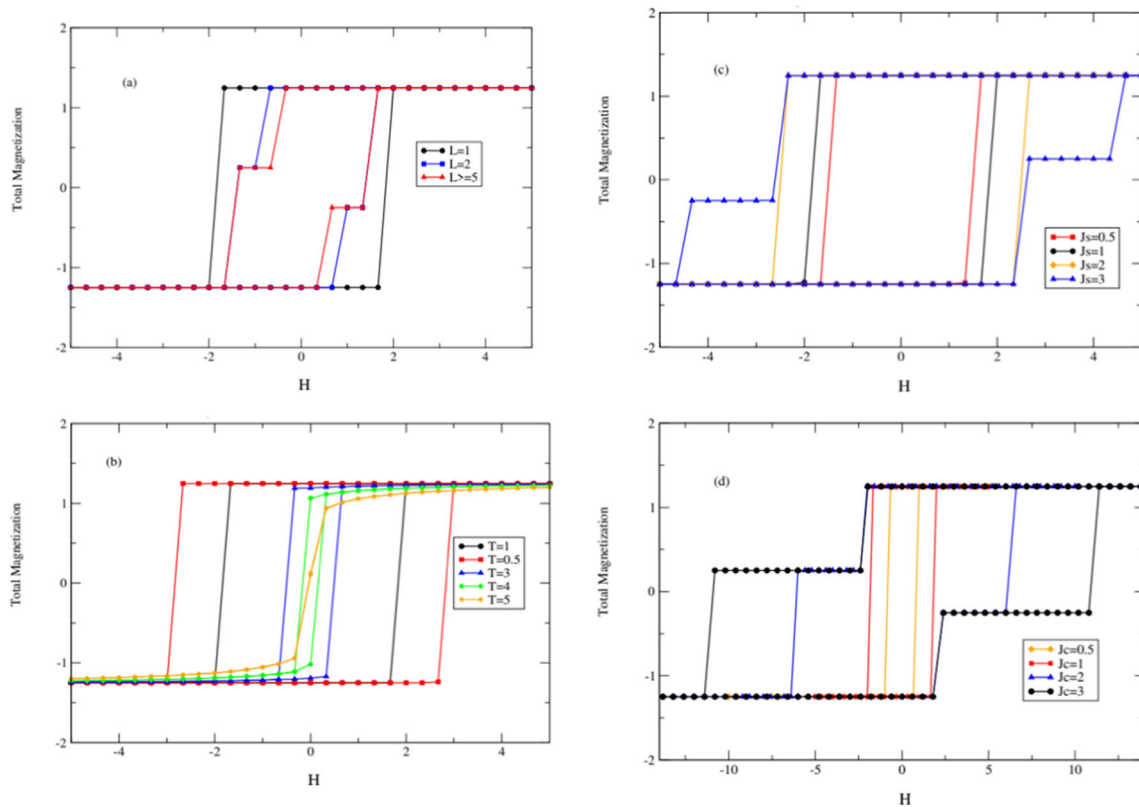 2
1
0
-1
-2
Total Magnetization
(a)
L=1
L=2
L>=5
-4
-2
0
2
4
H
2
1
0
-1
-2
Total Magnetization
(c)
Js=0.5
Js=1
Js=2
Js=3
-4
-2
0
2
4
H
2
1
0
-1
-2
Total Magnetization
(b)
T=1
T=0.5
T=3
T=4
T=5
-4
-2
0
2
4
H
2
1
0
-1
-2
Total Magnetization
(d)
Jc=0.5
Jc=1
Jc=2
Jc=3
-10
-5
0
5
10
H